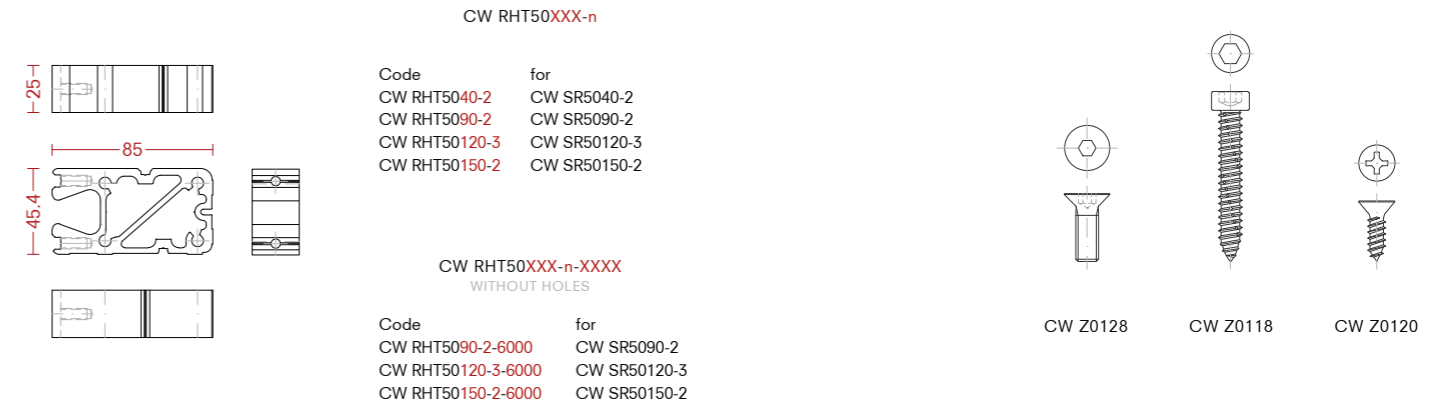 CW RHT50XXX-n
25
85
45.4
Code for
CW RHT5040-2 CW SR5040-2
CW RHT5090-2 CW SR5090-2
CW RHT50120-3 CW SR50120-3
CW RHT50150-2 CW SR50150-2
CW RHT50XXX-n-XXXX
WITHOUT HOLES
Code for
CW RHT5090-2-6000 CW SR5090-2
CW RHT50120-3-6000 CW SR50120-3
CW RHT50150-2-6000 CW SR50150-2
CW Z0128 CW Z0118 CW Z0120